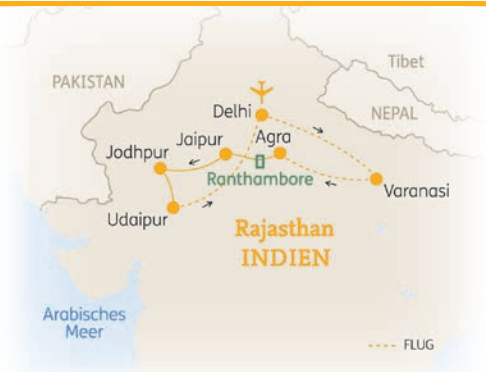 Tibet
PAKISTAN
Delhi
NEPAL
Jaipur
Agra
Jodhpur
Ranthambore
Varanasi
Udaipur
Rajasthan
INDIEN
Arabisches
Meer
FLUG